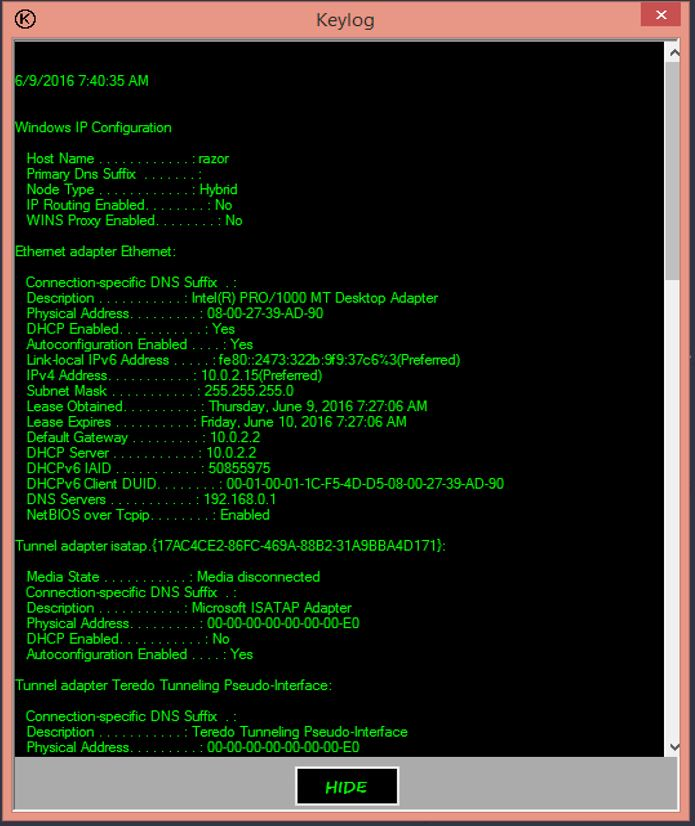 Keylog
6/9/2016 7:40:35 AM
Windows IP Configuration
Host Name . . . . . . . . . . . . : razor
Primary Dns Suffix . . . . . . . :
Node Type . . . . . . . . . . . . : Hybrid
IP Routing Enabled. . . . . . . . : No
WINS Proxy Enabled. . . . . . . . : No
Ethernet adapter Ethernet:
Connection-specific DNS Suffix . :
Description . . . . . . . . . . . : Intel(R) PRO/1000 MT Desktop Adapter
Physical Address. . . . . . . . . : 08-00-27-39-AD-90
DHCP Enabled. . . . . . . . . . . : Yes
Autoconfiguration Enabled . . . . : Yes
Link-local IPv6 Address . . . . . : fe80::2473:322b:9f9:37c6%3(Preferred)
IPv4 Address. . . . . . . . . . . : 10.0.2.15(Preferred)
Subnet Mask . . . . . . . . . . . : 255.255.255.0
Lease Obtained. . . . . . . . . . : Thursday, June 9, 2016 7:27:06 AM
Lease Expires . . . . . . . . . . : Friday, June 10, 2016 7:27:06 AM
Default Gateway . . . . . . . . . : 10.0.2.2
DHCP Server . . . . . . . . . . . : 10.0.2.2
DHCPv6 IAID . . . . . . . . . . . : 50855975
DHCPv6 Client DUID. . . . . . . . : 00-01-00-01-1C-F5-4D-D5-08-00-27-39-AD-90
DNS Servers . . . . . . . . . . . : 192.168.0.1
NetBIOS over Tcpip. . . . . . . . : Enabled
Tunnel adapter isatap.{17AC4CE2-86FC-469A-88B2-31A9BBA4D171}:
Media State . . . . . . . . . . . : Media disconnected
Connection-specific DNS Suffix . :
Description . . . . . . . . . . . : Microsoft ISATAP Adapter
Physical Address. . . . . . . . . : 00-00-00-00-00-00-00-E0
DHCP Enabled. . . . . . . . . . . : No
Autoconfiguration Enabled . . . . : Yes
Tunnel adapter Teredo Tunneling Pseudo-Interface:
Connection-specific DNS Suffix . :
Description . . . . . . . . . . . : Teredo Tunneling Pseudo-Interface
Physical Address. . . . . . . . . : 00-00-00-00-00-00-00-E0
HIDE